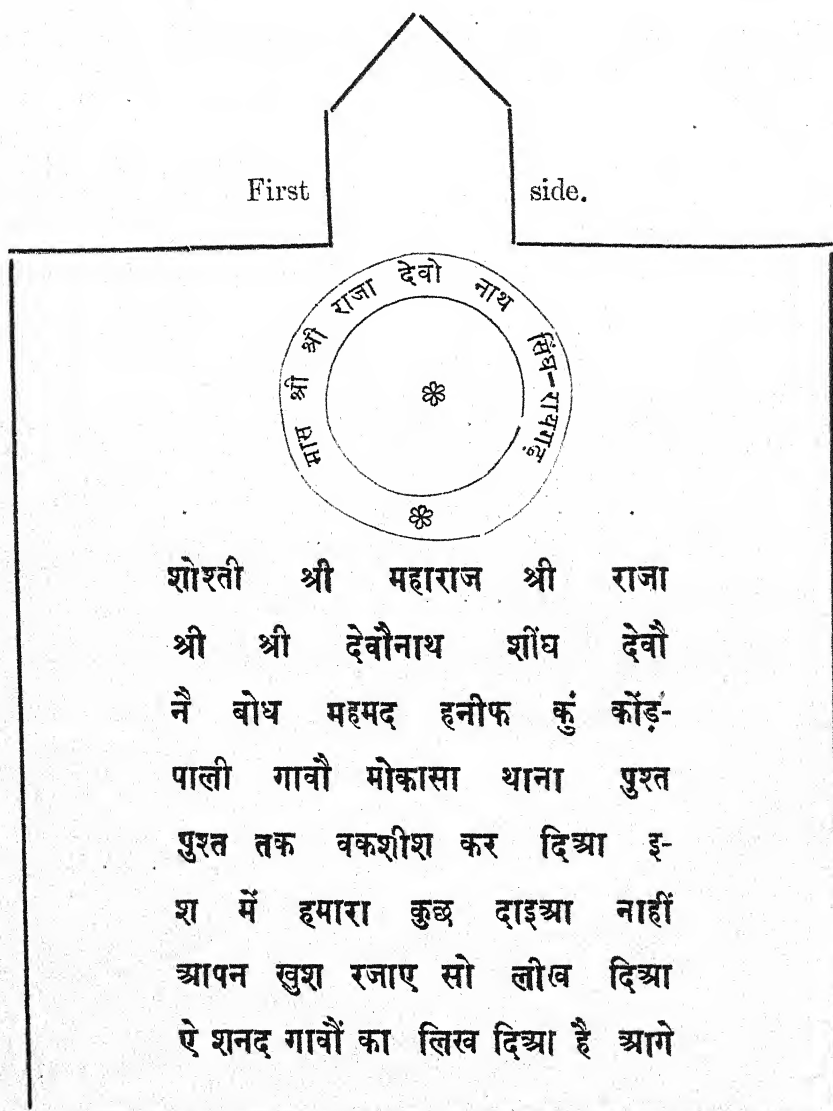 First side.
मास श्री श्री राजा देवो नाथ सिंघ-रायगढ़
शोश्ती श्री महाराज श्री राजा
श्री श्री देवौनाथ शींघ देवौ
नै बोध महमद हनीफ कुं कोंड़-
पाली गावौ मोकासा थाना पुश्त
पुश्त तक वकशीश कर दिआ इ-
श में हमारा कुछ दाइआ नाहीं
आपन खुश रजाए सो लीख दिआ
ऐ शनद गावौं का लिख दिआ है आगे